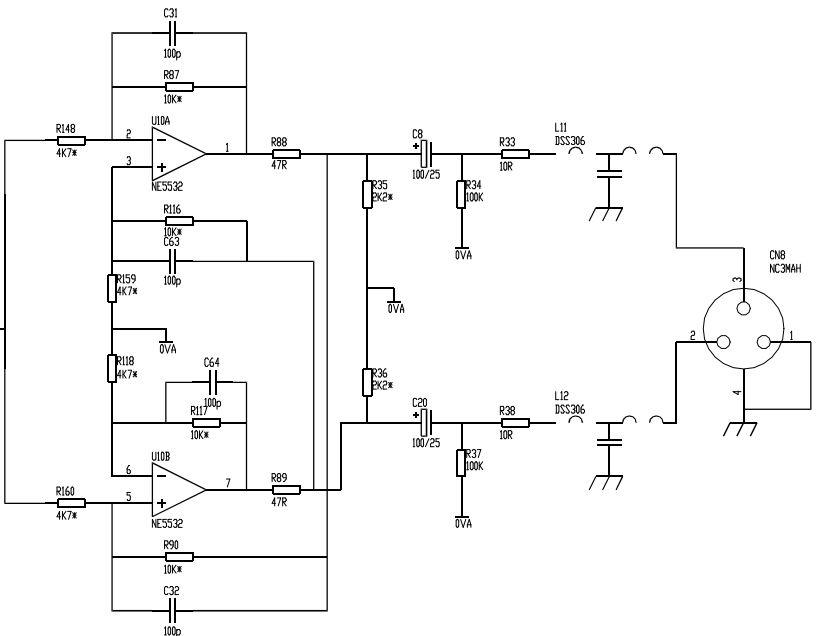 C31
100p
R87
10K*
U10A
R148
4K7*
2
3
1
NE5532
R88
47R
R116
10K*
C63
100p
R159
4K7*
0VA
R118
4K7*
C64
100p
R117
10K*
U10B
R160
4K7*
6
5
7
NE5532
R89
47R
R90
10K*
C32
100p
R35
2K2*
0VA
R36
2K2*
C8
+
100/25
R34
100K
0VA
R33
10R
L11
DSS306
C20
+
100/25
R37
100K
0VA
R38
10R
L12
DSS306
CN8
NC3MAH
3
2
1
4